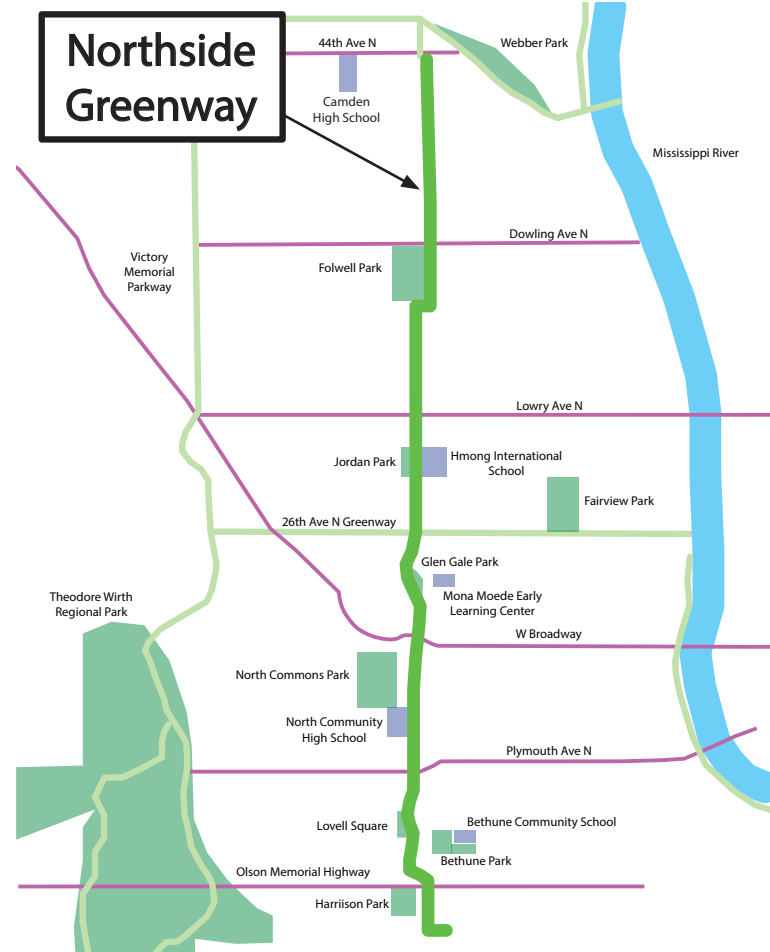 Northside
Greenway
44th Ave N
Webber Park
Camden
High School
Mississippi River
Dowling Ave N
Victory
Memorial
Parkway
Folwell Park
Lowry Ave N
Jordan Park
Hmong International
School
Fairview Park
26th Ave N Greenway
Glen Gale Park
Mona Moede Early
Learning Center
Theodore Wirth
Regional Park
W Broadway
North Commons Park
North Community
High School
Plymouth Ave N
Lovell Square
Bethune Community School
Bethune Park
Olson Memorial Highway
Harriison Park